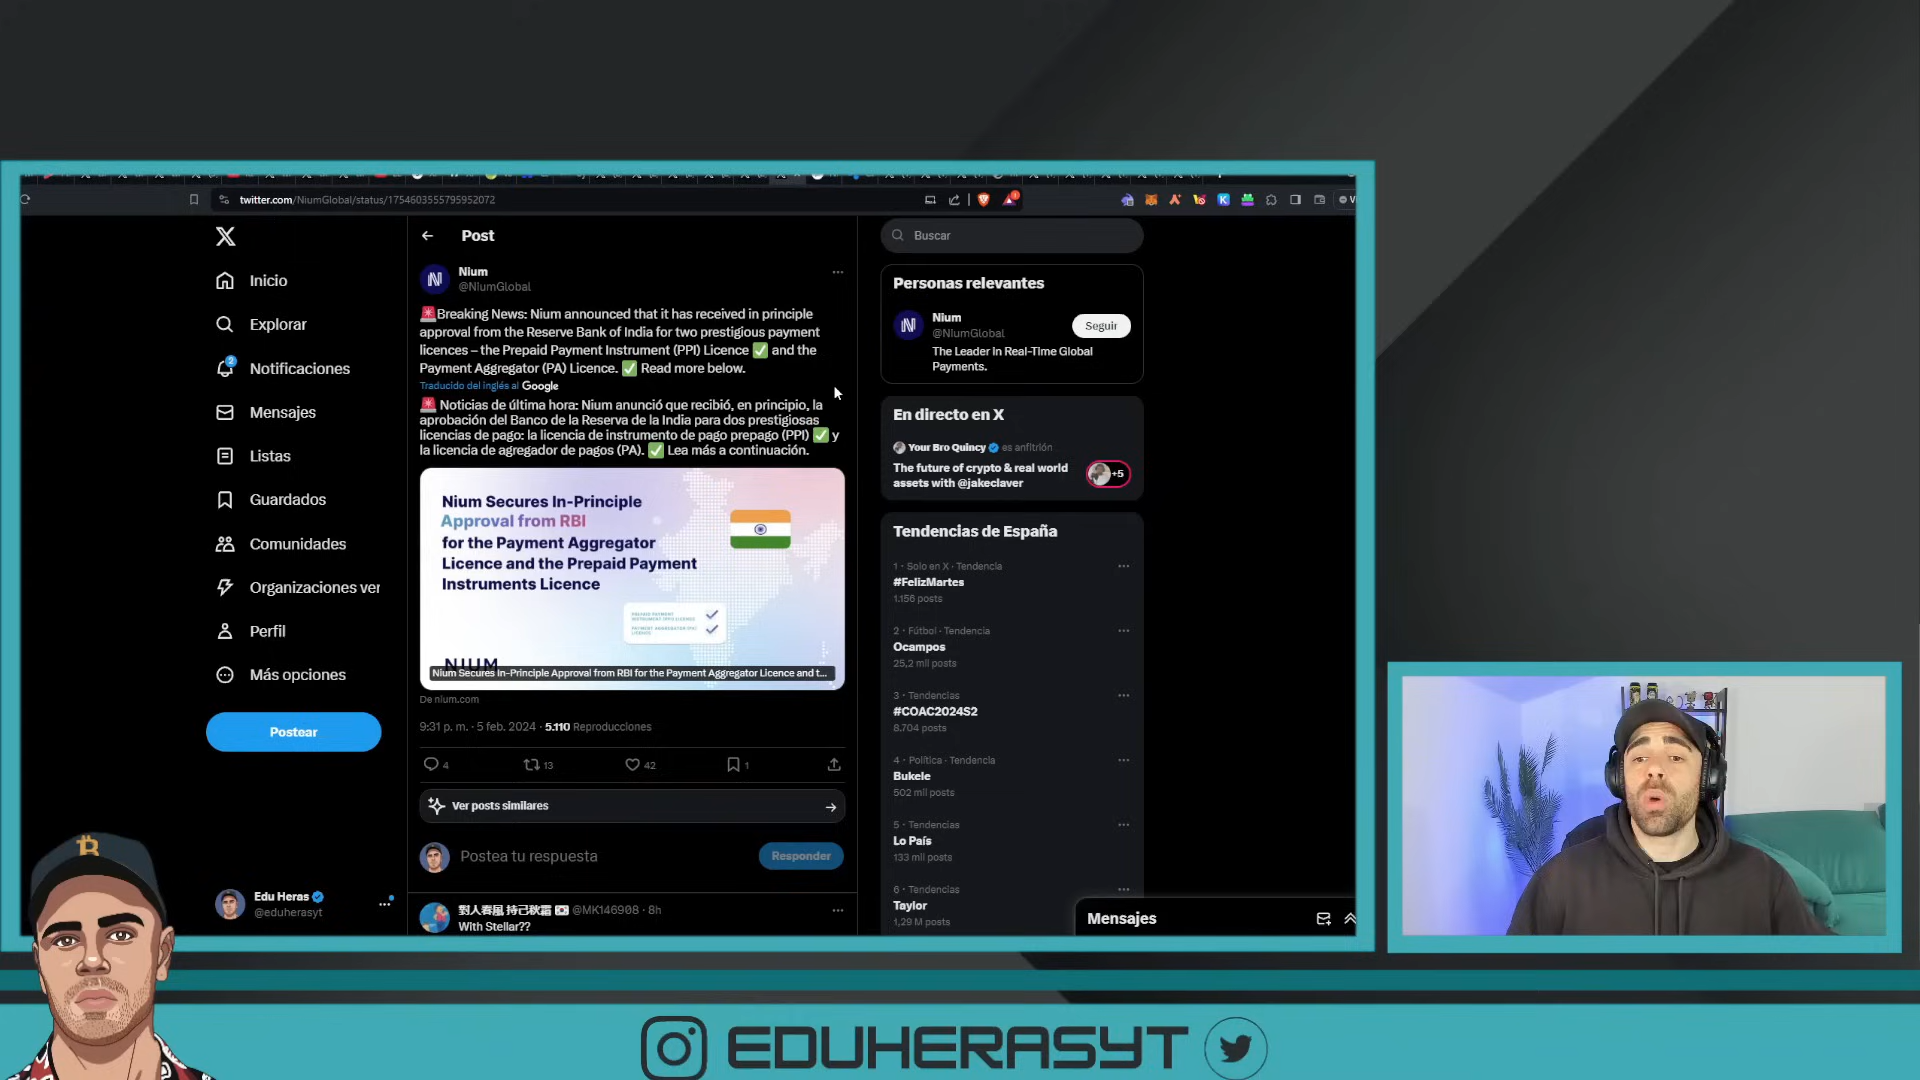 twitter.com/NiumGlobal/status/1754603555795952072
Inicio
Explorar
2
Notificaciones
Mensajes
Listas
Guardados
Comunidades
Organizaciones ver
Perfil
Más opciones
Postear
Edu Heras
@eduherasyt
Post
Nium
@NiumGlobal
🚨Breaking News: Nium announced that it has received in principle
approval from the Reserve Bank of India for two prestigious payment
licences – the Prepaid Payment Instrument (PPI) Licence ✅ and the
Payment Aggregator (PA) Licence. ✅ Read more below.
Traducido del inglés al Google
🚨 Noticias de última hora: Nium anunció que recibió, en principio, la
aprobación del Banco de la Reserva de la India para dos prestigiosas
licencias de pago: la licencia de instrumento de pago prepago (PPI) ✅ y
la licencia de agregador de pagos (PA). ✅ Lea más a continuación.
Nium Secures In-Principle
Approval from RBI
for the Payment Aggregator
Licence and the Prepaid Payment
Instruments Licence
NIUM
Nium Secures In-Principle Approval from RBI for the Payment Aggregator Licence and t...
De nium.com
9:31 p. m. · 5 feb. 2024 · 5.110 Reproducciones
4
13
42
1
Ver posts similares
Postea tu respuesta
Responder
對人春風 持己秋霜 🇰🇷 @MK146908 · 8h
With Stellar??
Buscar
Personas relevantes
Nium
@NiumGlobal
Seguir
The Leader in Real-Time Global
Payments.
En directo en X
Your Bro Quincy es anfitrión
The future of crypto & real world
assets with @jakeclaver
+5
Tendencias de España
1 · Solo en X · Tendencia
#FelizMartes
1.156 posts
2 · Fútbol · Tendencia
Ocampos
25,2 mil posts
3 · Tendencias
#COAC2024S2
8.704 posts
4 · Política · Tendencia
Bukele
502 mil posts
5 · Tendencias
Lo País
133 mil posts
6 · Tendencias
Taylor
1,29 M posts
Mensajes
EDUHERASYT